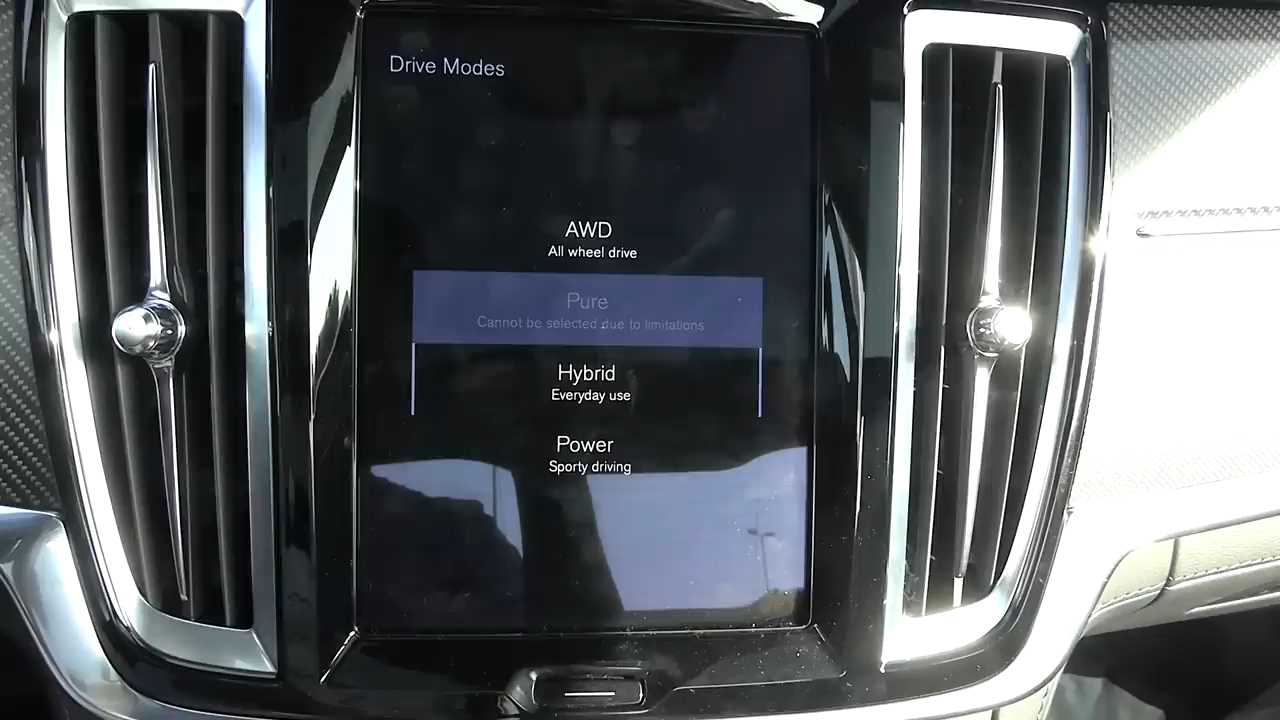 Drive Modes
AWD
All wheel drive
Pure
Cannot be selected due to limitations
Hybrid
Everyday use
Power
Sporty driving